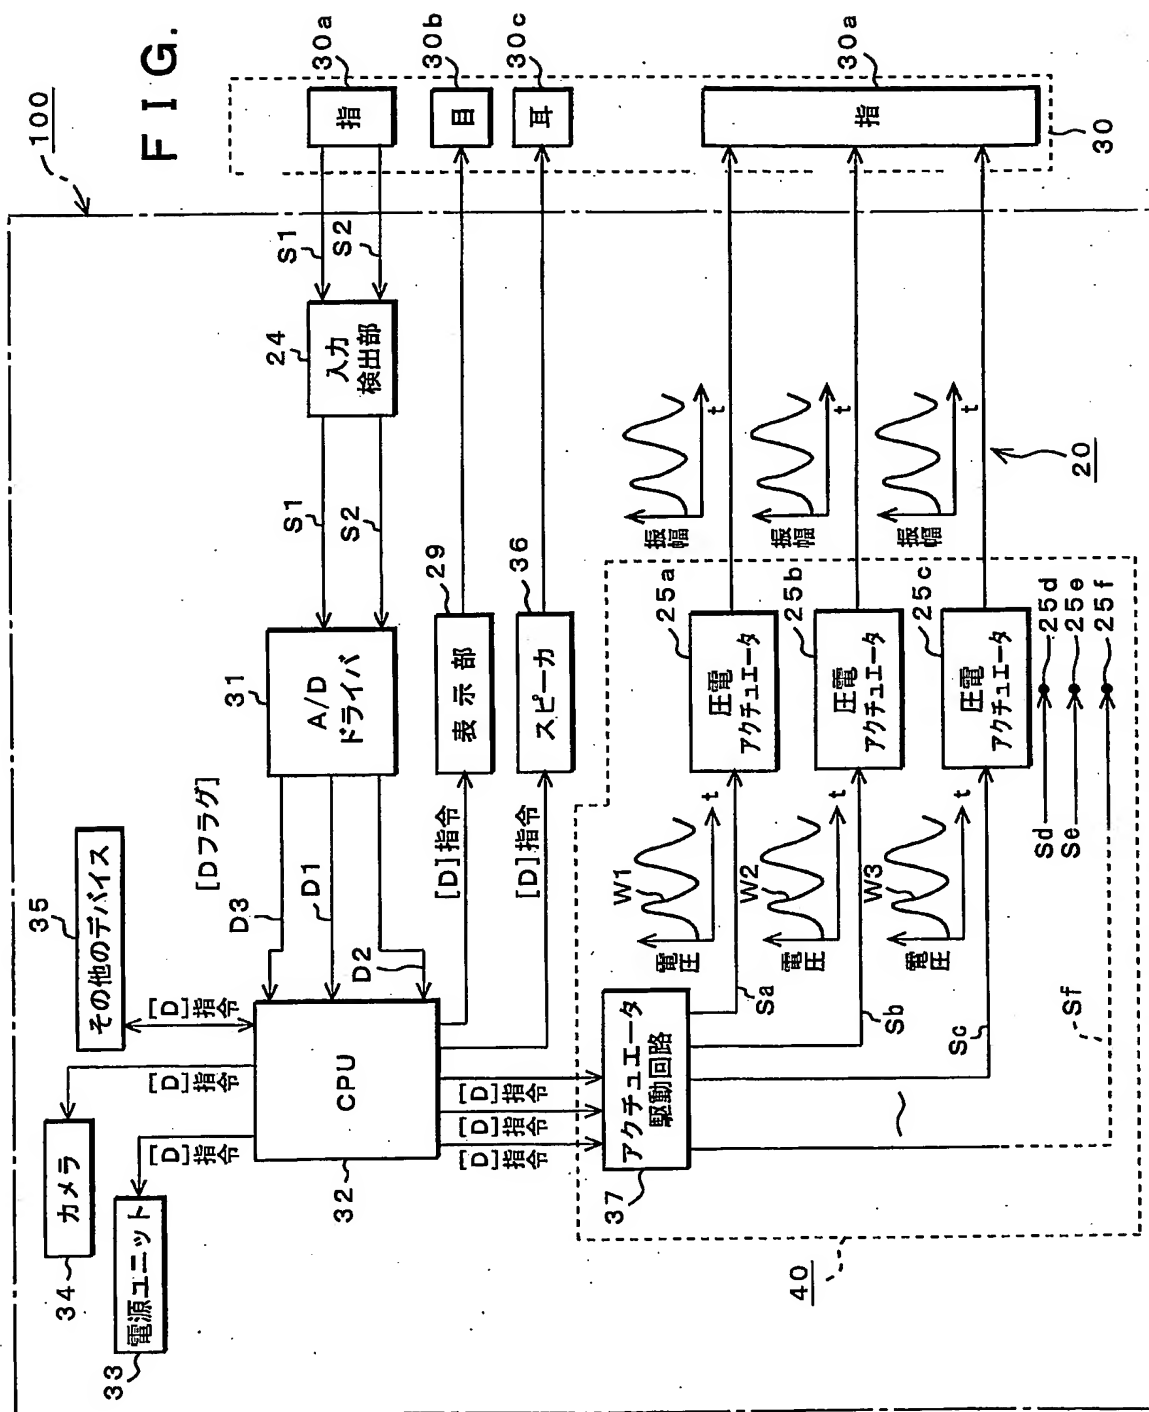 FIG.
100
30a
30b
30c
30a
30
指
目
耳
指
S1
S2
24
入力
検出部
S1
S2
振幅
t
振幅
t
振幅
t
20
31
A/D
ドライバ
29
表示部
36
スピーカ
25a
圧電
アクチュエータ
25b
圧電
アクチュエータ
25c
圧電
アクチュエータ
25d
25e
25f
[Dフラグ]
D3
D1
D2
[D]指令
[D]指令
W1
電圧
t
W2
電圧
t
W3
電圧
t
Sd
Se
Sa
Sb
Sc
Sf
35
その他のデバイス
[D]指令
34
カメラ
[D]指令
33
電源ユニット
[D]指令
CPU
32
[D]指令
[D]指令
[D]指令
37
アクチュエータ
駆動回路
40